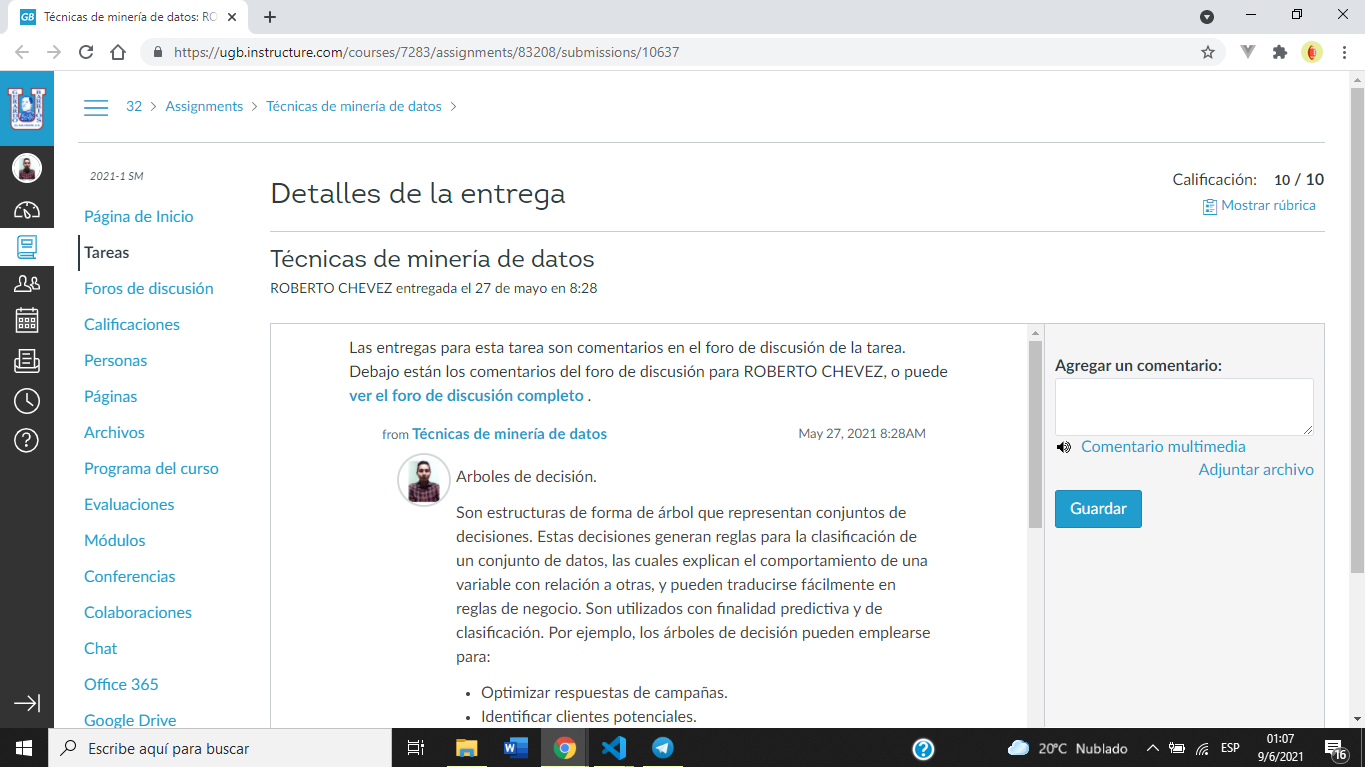 Técnicas de minería de datos: RO
https://ugb.instructure.com/courses/7283/assignments/83208/submissions/10637
32 > Assignments > Técnicas de minería de datos >
2021-1 SM
Página de Inicio
Tareas
Foros de discusión
Calificaciones
Personas
Páginas
Archivos
Programa del curso
Evaluaciones
Módulos
Conferencias
Colaboraciones
Chat
Office 365
Google Drive
Detalles de la entrega
Calificación: 10 / 10
Mostrar rúbrica
Técnicas de minería de datos
ROBERTO CHEVEZ entregada el 27 de mayo en 8:28
Las entregas para esta tarea son comentarios en el foro de discusión de la tarea.
Debajo están los comentarios del foro de discusión para ROBERTO CHEVEZ, o puede
ver el foro de discusión completo .
from Técnicas de minería de datos
May 27, 2021 8:28AM
Arboles de decisión.
Son estructuras de forma de árbol que representan conjuntos de
decisiones. Estas decisiones generan reglas para la clasificación de
un conjunto de datos, las cuales explican el comportamiento de una
variable con relación a otras, y pueden traducirse fácilmente en
reglas de negocio. Son utilizados con finalidad predictiva y de
clasificación. Por ejemplo, los árboles de decisión pueden emplearse
para:
• Optimizar respuestas de campañas.
• Identificar clientes potenciales.
Agregar un comentario:
Comentario multimedia
Adjuntar archivo
Guardar
Escribe aquí para buscar
20°C Nublado
ESP
01:07
9/6/2021
16